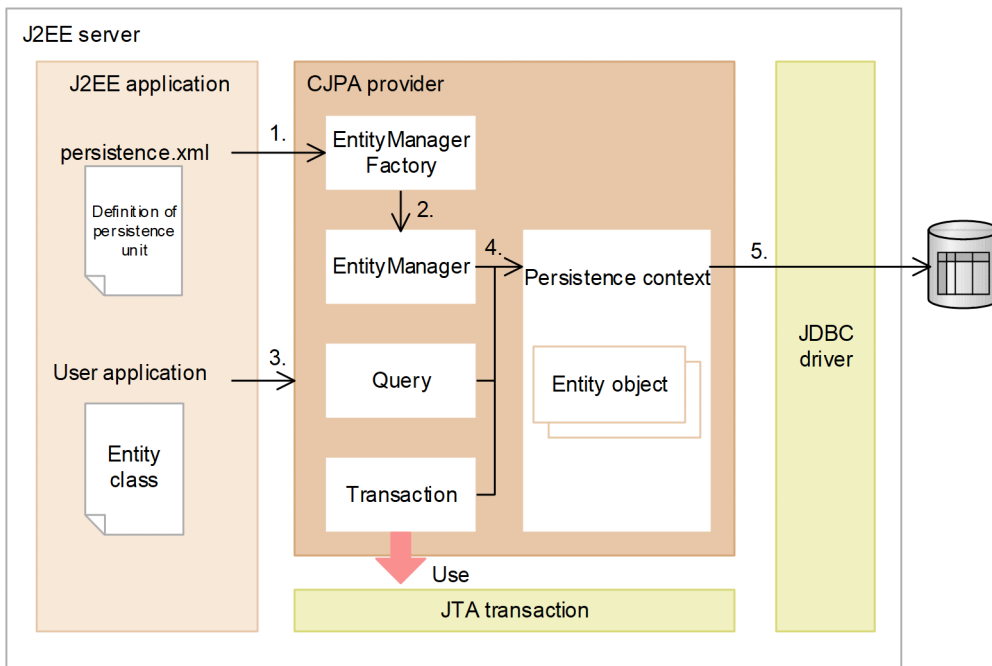 J2EE server
J2EE application
persistence.xml
Definition of
persistence
unit
User application
Entity
class
1.
3.
CJPA provider
EntityManager
Factory
2.
EntityManager
4.
Query
Transaction
Persistence context
Entity object
5.
Use
JTA transaction
JDBC
driver